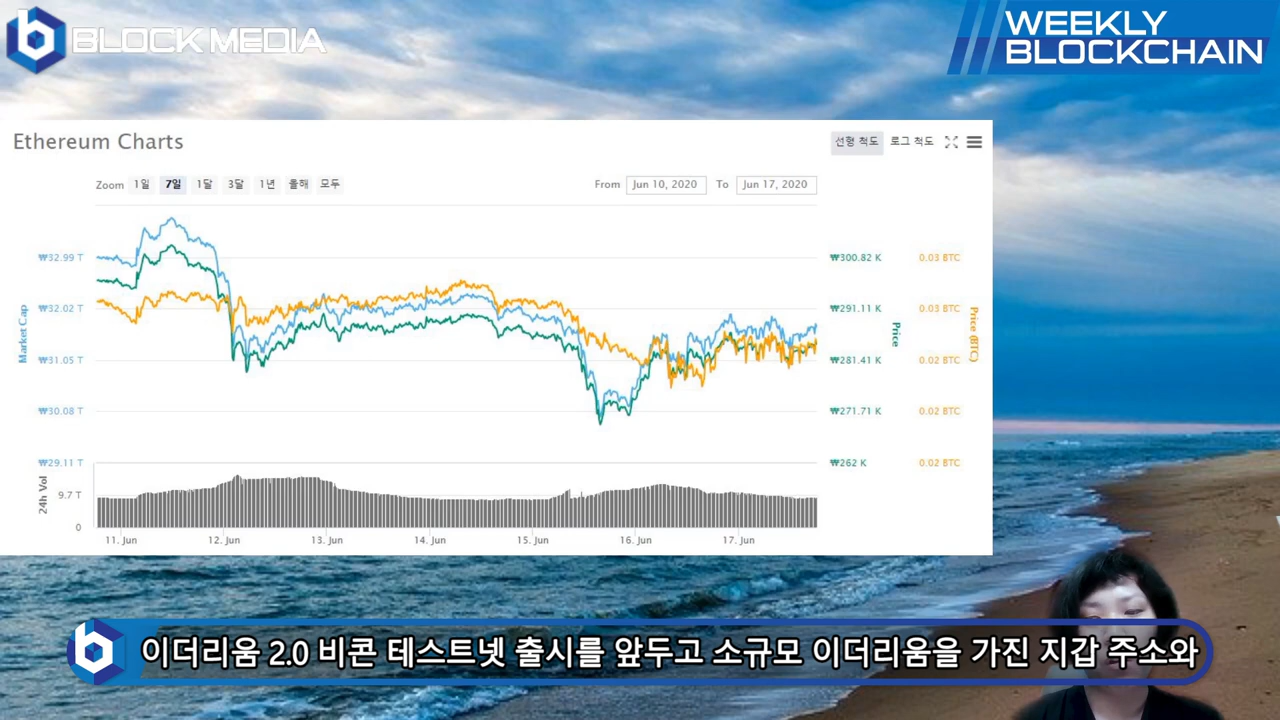 BLOCK MEDIA
WEEKLY
BLOCKCHAIN
Ethereum Charts
선형 척도 로그 척도
Zoom 1일 7일 1달 3달 1년 올해 모두
From Jun 10, 2020 To Jun 17, 2020
₩32.99 T
₩32.02 T
₩31.05 T
₩30.08 T
₩29.11 T
Market Cap
₩300.82 K
₩291.11 K
₩281.41 K
₩271.71 K
₩262 K
Price
0.03 BTC
0.03 BTC
0.02 BTC
0.02 BTC
0.02 BTC
Price (BTC)
24h Vol
9.7 T
0
11. Jun 12. Jun 13. Jun 14. Jun 15. Jun 16. Jun 17. Jun
이더리움 2.0 비콘 테스트넷 출시를 앞두고 소규모 이더리움을 가진 지갑 주소와